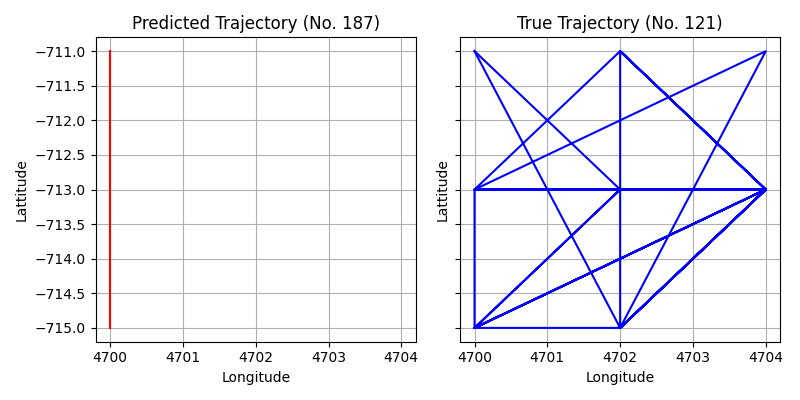 Predicted Trajectory (No. 187)
Lattitude
−711.0
−711.5
−712.0
−712.5
−713.0
−713.5
−714.0
−714.5
−715.0
4700 4701 4702 4703 4704
Longitude
True Trajectory (No. 121)
Lattitude
4700 4701 4702 4703 4704
Longitude